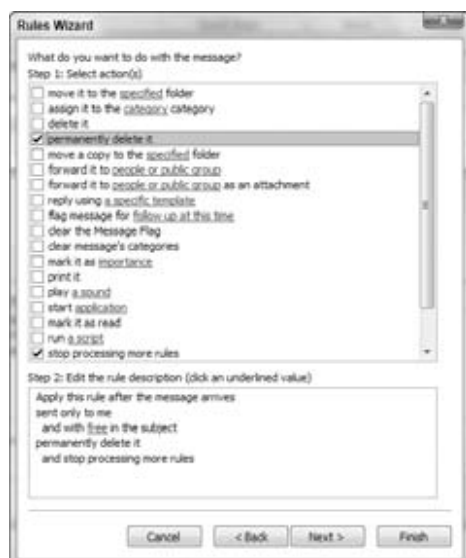 Rules Wizard
What do you want to do with the message?
Step 1: Select action(s)
move it to the specified folder
assign it to the category category
delete it
permanently delete it
move a copy to the specified folder
forward it to people or public group
forward it to people or public group as an attachment
reply using a specific template
flag message for follow up at this time
clear the Message Flag
clear message's categories
mark it as importance
print it
play a sound
start application
mark it as read
run a script
stop processing more rules
Step 2: Edit the rule description (click an underlined value)
Apply this rule after the message arrives
sent only to me
and with free in the subject
permanently delete it
and stop processing more rules
Cancel < Back Next > Finish